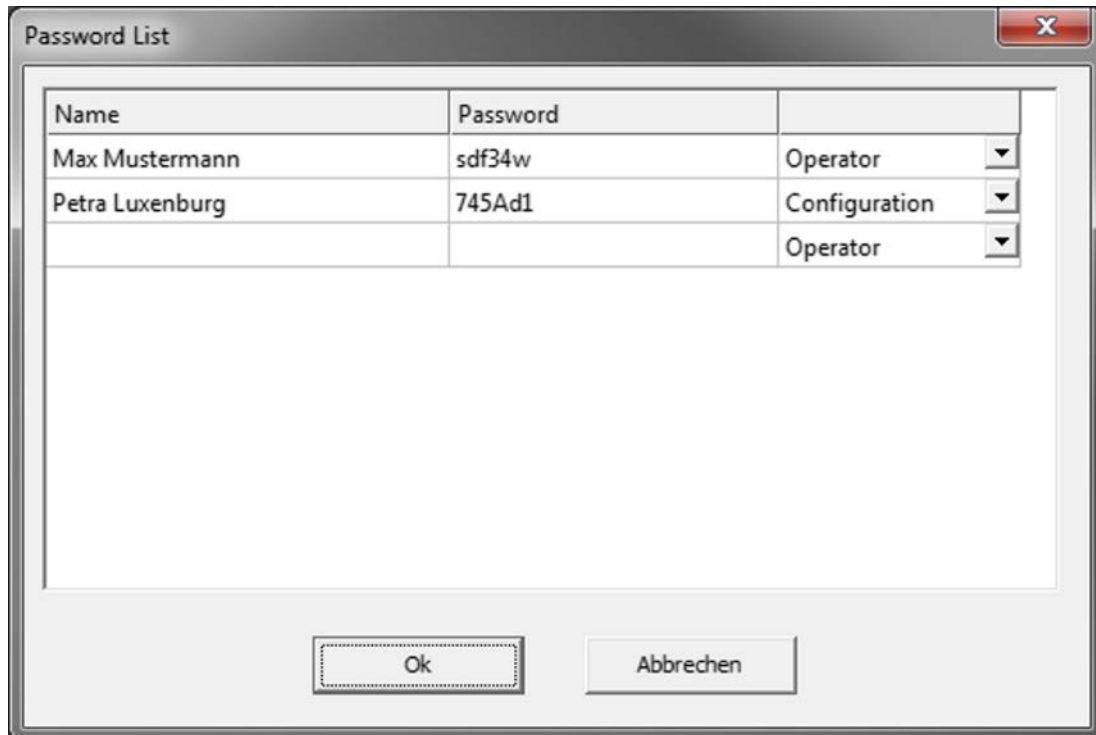 Password List
Name Password
Max Mustermann sdf34w Operator
Petra Luxenburg 745Ad1 Configuration
Operator
Ok Abbrechen